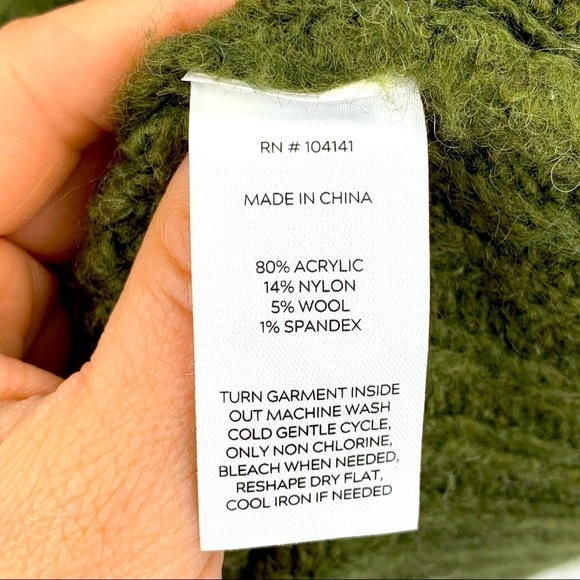 RN # 104141
MADE IN CHINA
80% ACRYLIC
14% NYLON
5% WOOL
1% SPANDEX
TURN GARMENT INSIDE
OUT MACHINE WASH
COLD GENTLE CYCLE,
ONLY NON CHLORINE,
BLEACH WHEN NEEDED,
RESHAPE DRY FLAT,
COOL IRON IF NEEDED